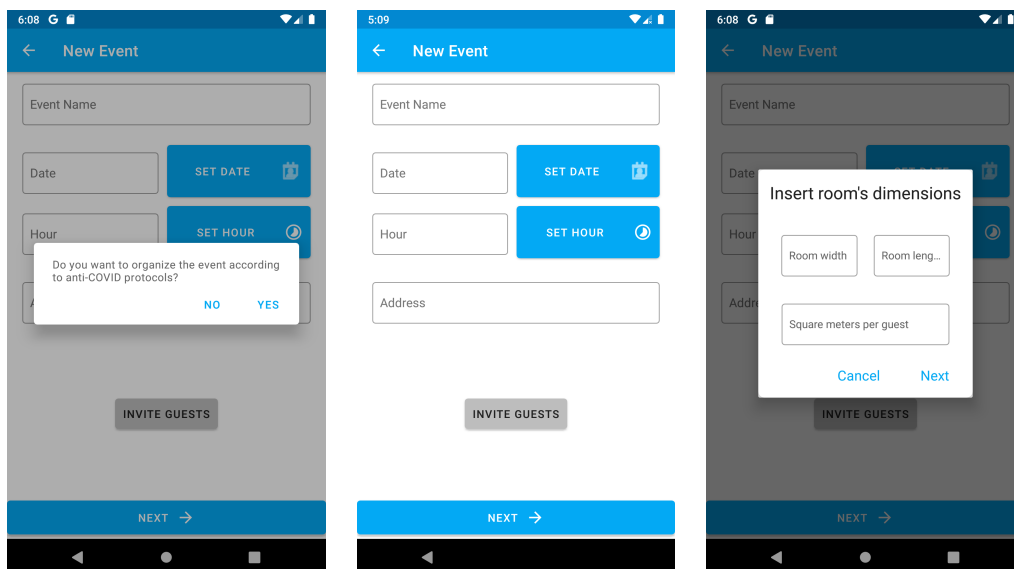 6:08 G
New Event
Event Name
Date
SET DATE
Hour
SET HOUR
Do you want to organize the event according
to anti-COVID protocols?
A
NO YES
INVITE GUESTS
NEXT
5:09
New Event
Event Name
Date
SET DATE
Hour
SET HOUR
Address
INVITE GUESTS
NEXT
6:08 G
New Event
Event Name
Date
SET DATE
Insert room's dimensions
Hour
Room width
Room leng...
Addre
Square meters per guest
Cancel Next
INVITE GUESTS
NEXT